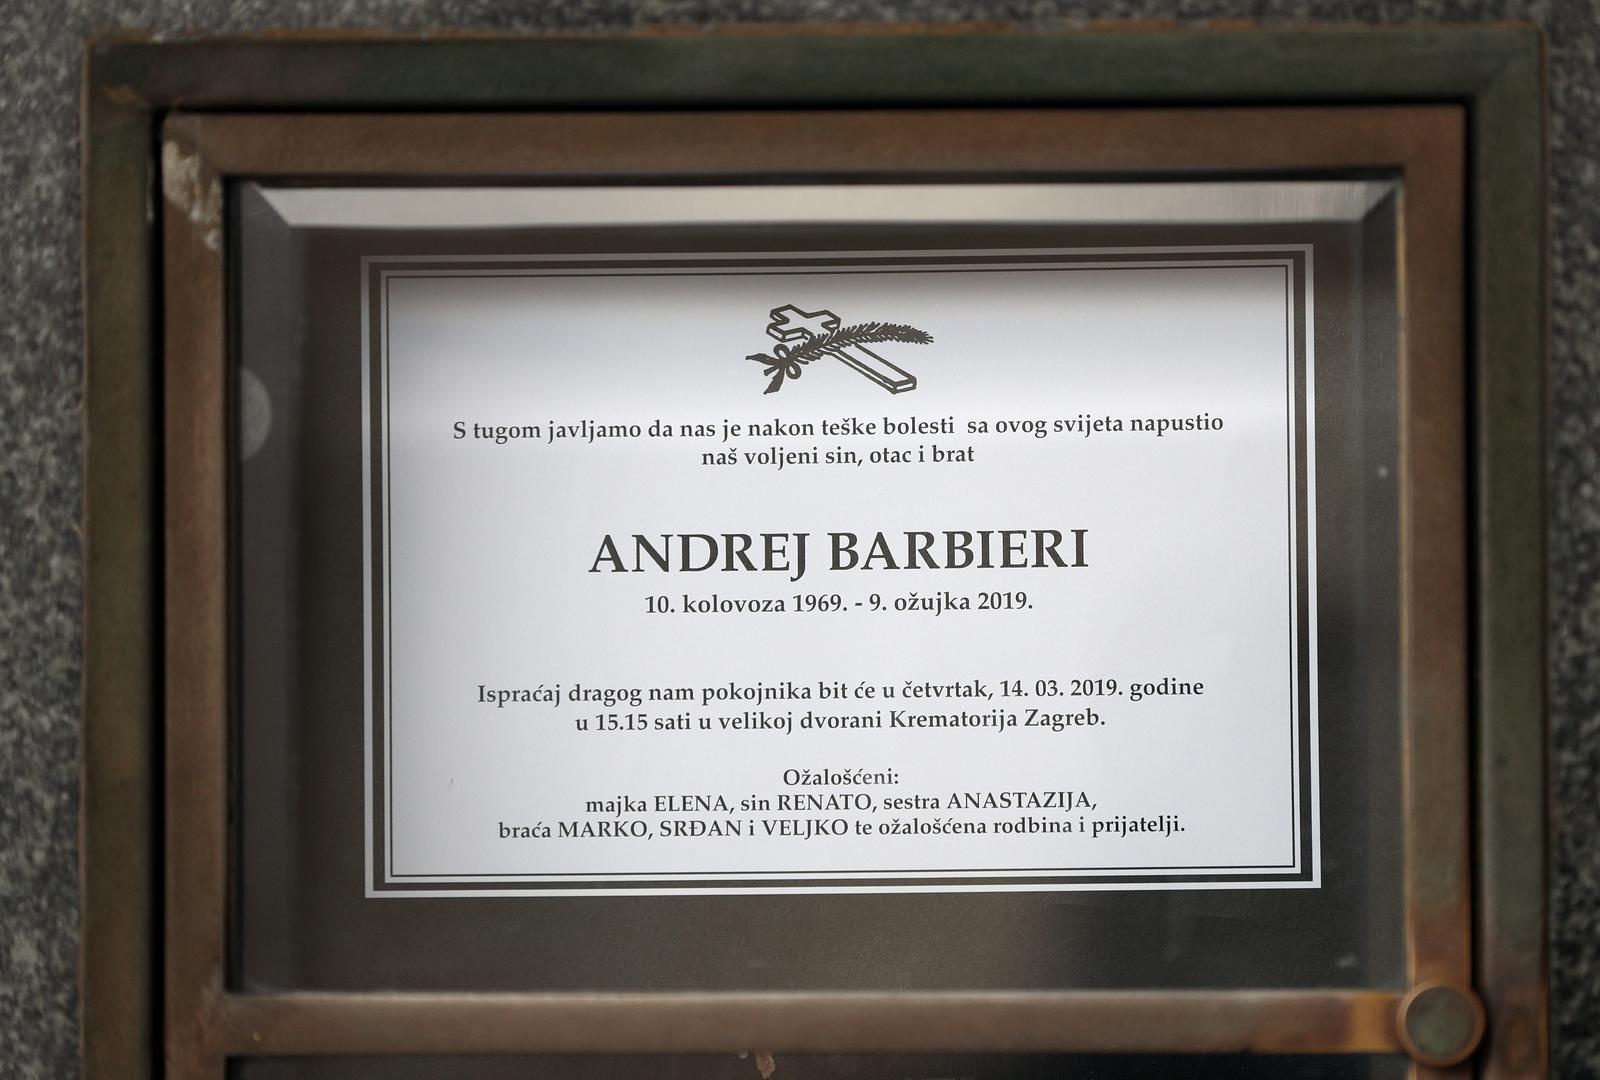 S tugom javljamo da nas je nakon teške bolesti sa ovog svijeta napustio
naš voljeni sin, otac i brat
ANDREJ BARBIERI
10. kolovoza 1969. - 9. ožujka 2019.
Ispraćaj dragog nam pokojnika bit će u četvrtak, 14. 03. 2019. godine
u 15.15 sati u velikoj dvorani Krematorija Zagreb.
Ožalošćeni:
majka ELENA, sin RENATO, sestra ANASTAZIJA,
braća MARKO, SRĐAN i VELJKO te ožalošćena rodbina i prijatelji.